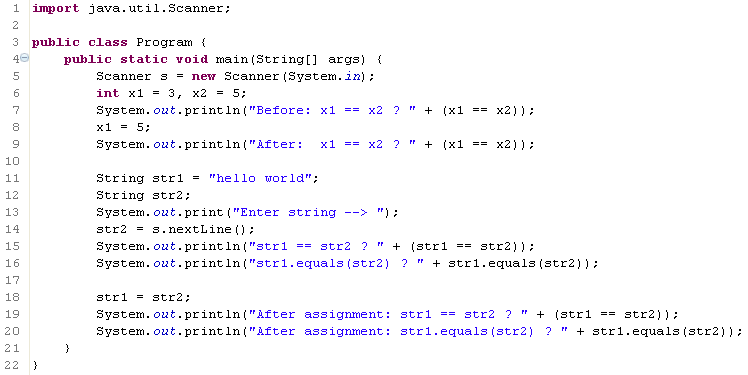 1 import java.util.Scanner;
2
3 public class Program {
4     public static void main(String[] args) {
5         Scanner s = new Scanner(System.in);
6         int x1 = 3, x2 = 5;
7         System.out.println("Before: x1 == x2 ? " + (x1 == x2));
8         x1 = 5;
9         System.out.println("After:  x1 == x2 ? " + (x1 == x2));
10
11         String str1 = "hello world";
12         String str2;
13         System.out.print("Enter string --> ");
14         str2 = s.nextLine();
15         System.out.println("str1 == str2 ? " + (str1 == str2));
16         System.out.println("str1.equals(str2) ? " + str1.equals(str2));
17
18         str1 = str2;
19         System.out.println("After assignment: str1 == str2 ? " + (str1 == str2));
20         System.out.println("After assignment: str1.equals(str2) ? " + str1.equals(str2));
21     }
22 }